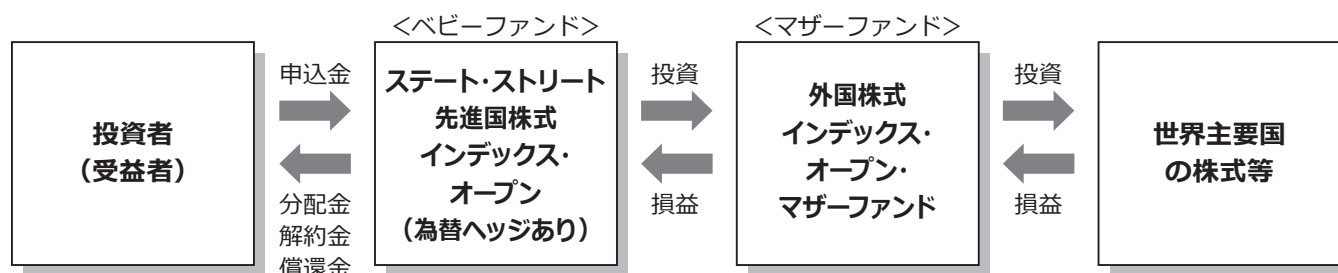 <ベビーファンド>
<マザーファンド>
投資者
（受益者）
申込金
分配金
解約金
償還金
ステート・ストリート
先進国株式
インデックス・
オープン
（為替ヘッジあり）
投資
損益
外国株式
インデックス・
オープン・
マザーファンド
投資
損益
世界主要国
の株式等